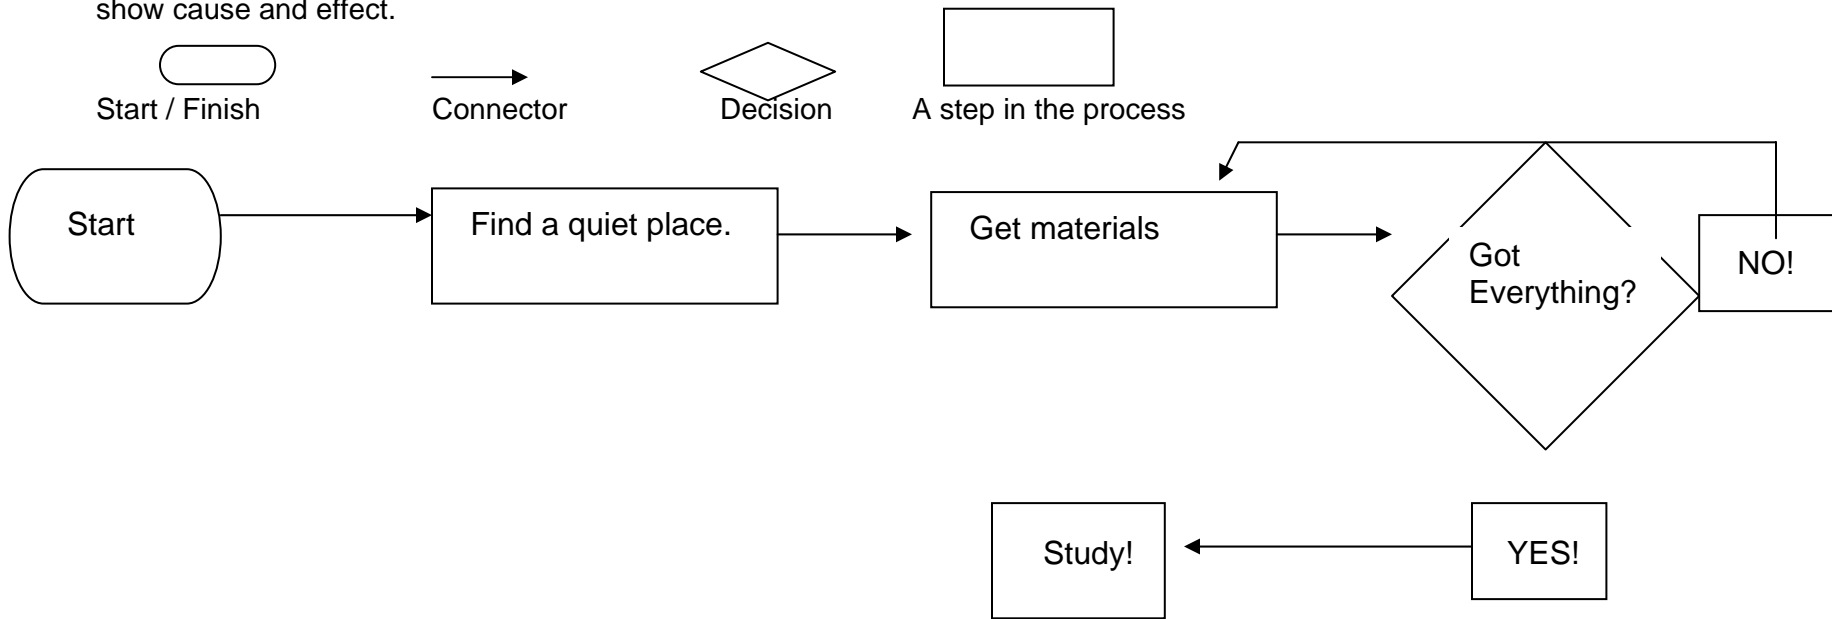 show cause and effect.
Start / Finish
Connector
Decision
A step in the process
Start
Find a quiet place.
Get materials
Got
Everything?
NO!
Study!
YES!